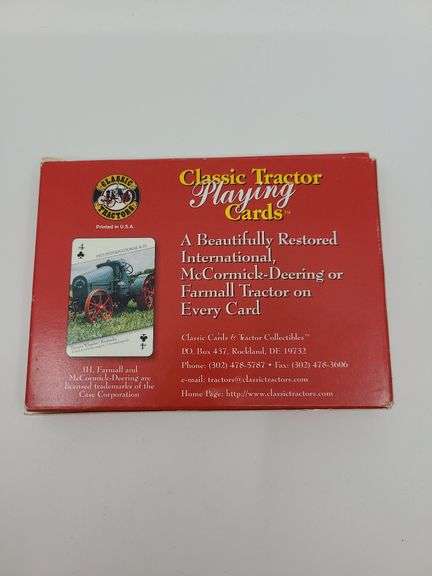 CLASSIC
TRACTORS
Printed in U.S.A.
4
4
IH, Farmall and
McCormick-Deering are
licensed trademarks of the
Case Corporation
Classic Tractor
Playing
Cards™
A Beautifully Restored
International,
McCormick-Deering or
Farmall Tractor on
Every Card
Classic Cards & Tractor Collectibles™
P.O. Box 437, Rockland, DE 19732
Phone: (302) 478-5787 • Fax: (302) 478-3606
e-mail: tractors@classictractors.com
Home Page: http://www.classictractors.com